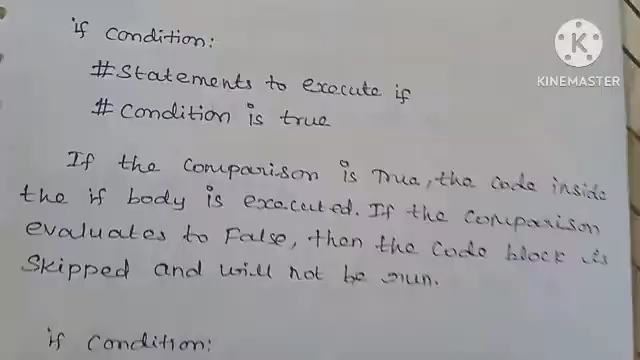 if condition:
#Statements to execute if
# Condition is true
K
KINEMASTER
If the comparison is True, the code inside
the if body is executed. If the comparison
evaluates to False, then the code block is
skipped and will not be run.
if condition: